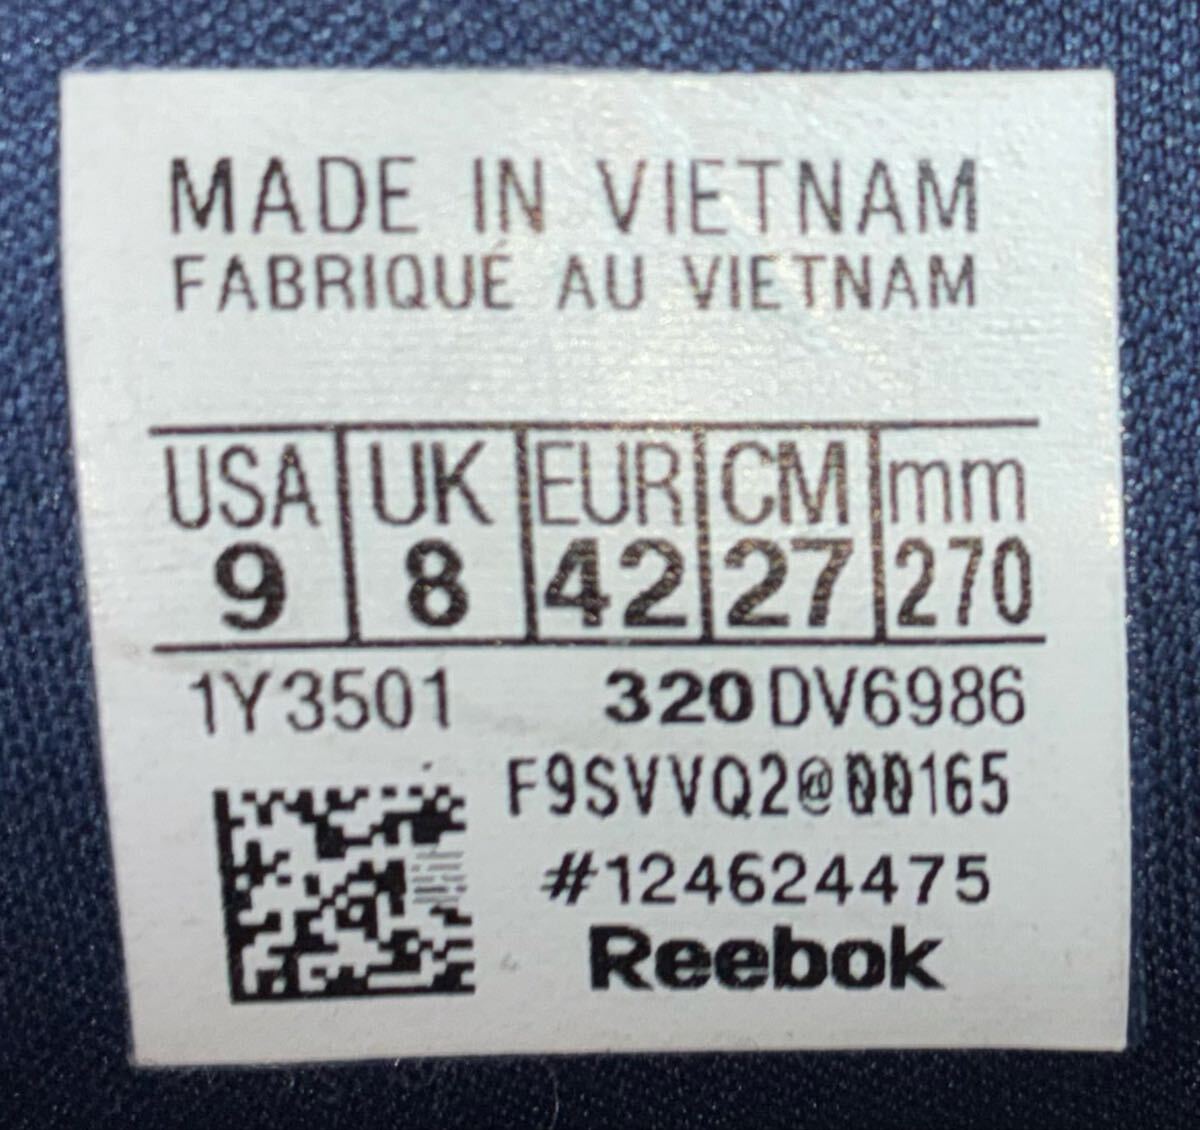 MADE IN VIETNAM
FABRIQUÉ AU VIETNAM
USA UK EUR CM mm
9 8 42 27 270
1Y3501 320 DV6986
F9SVVQ2@00165
#124624475
Reebok